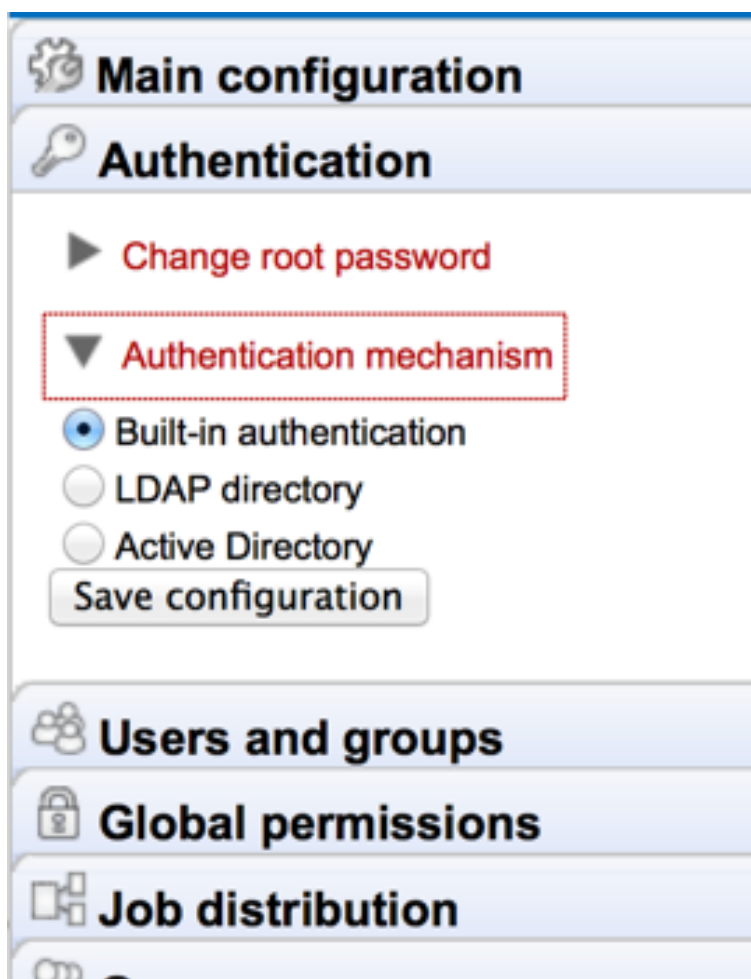 Main configuration
Authentication
Change root password
Authentication mechanism
Built-in authentication
LDAP directory
Active Directory
Save configuration
Users and groups
Global permissions
Job distribution